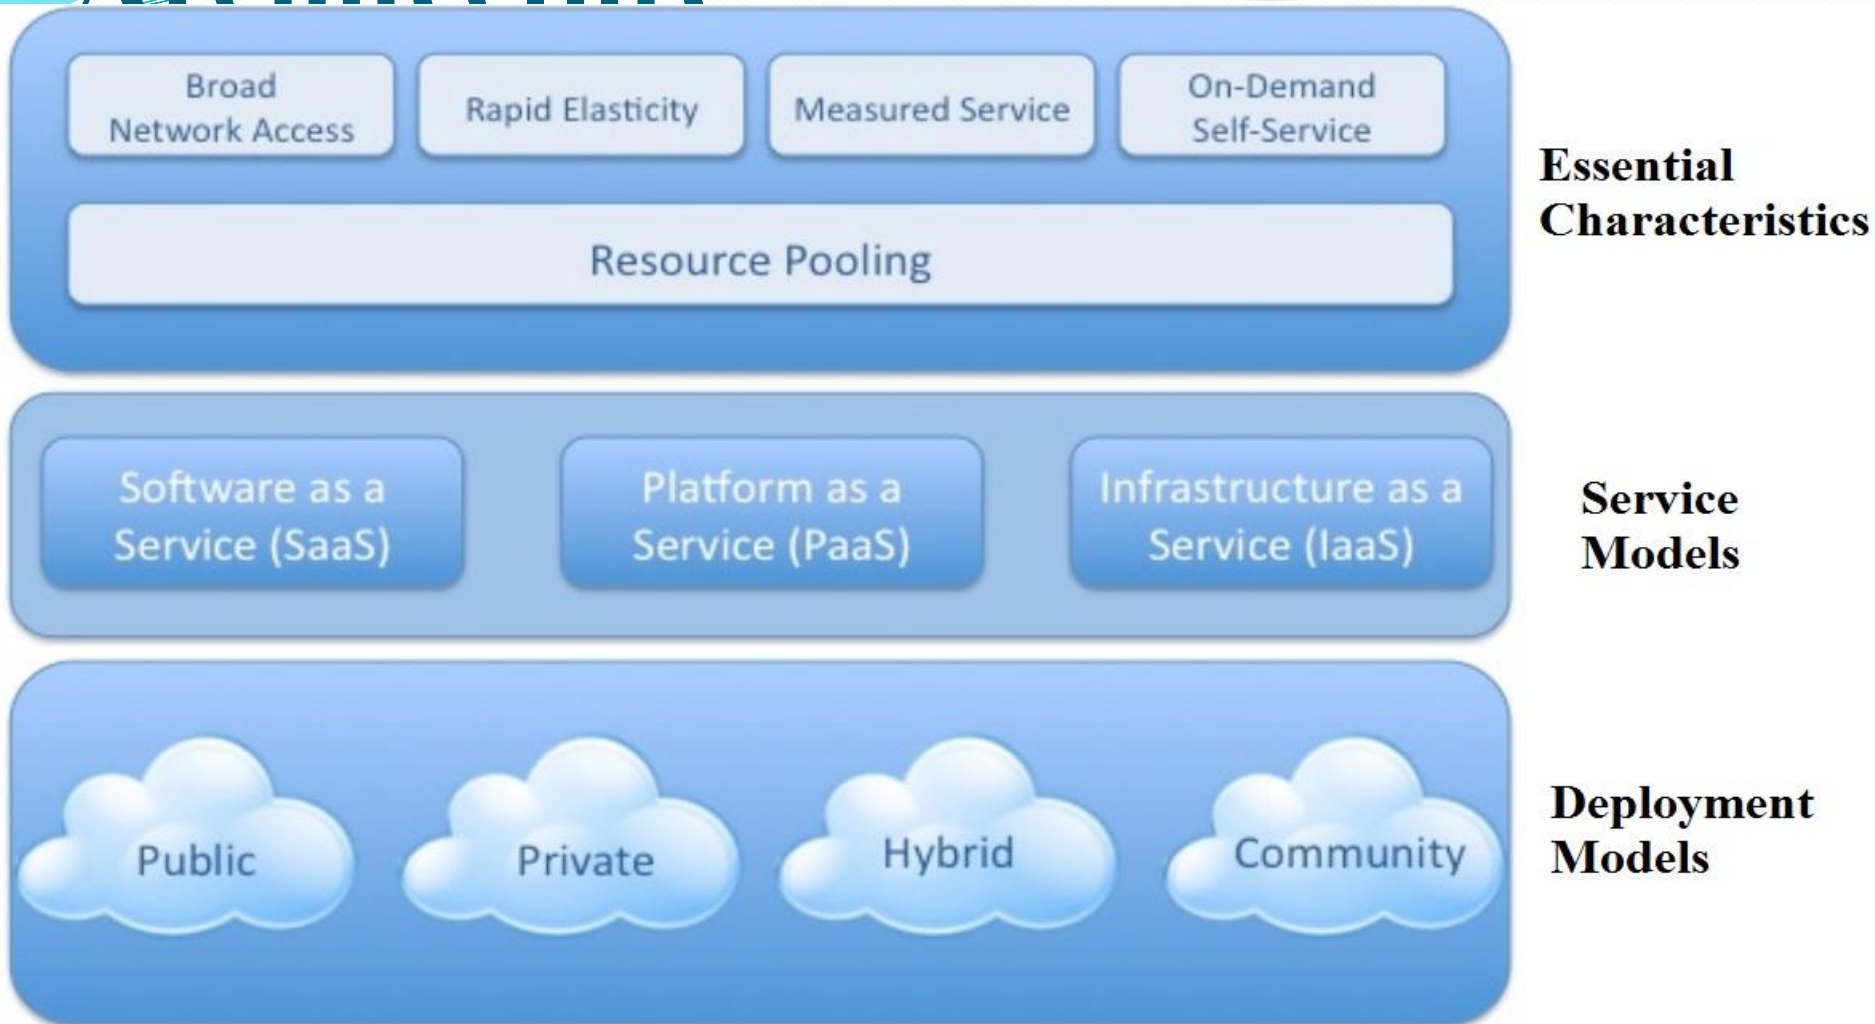 Broad
Network Access
Rapid Elasticity
Measured Service
On-Demand
Self-Service
Essential
Characteristics
Resource Pooling
Software as a
Service (SaaS)
Platform as a
Service (PaaS)
Infrastructure as a
Service (IaaS)
Service
Models
Public
Private
Hybrid
Community
Deployment
Models